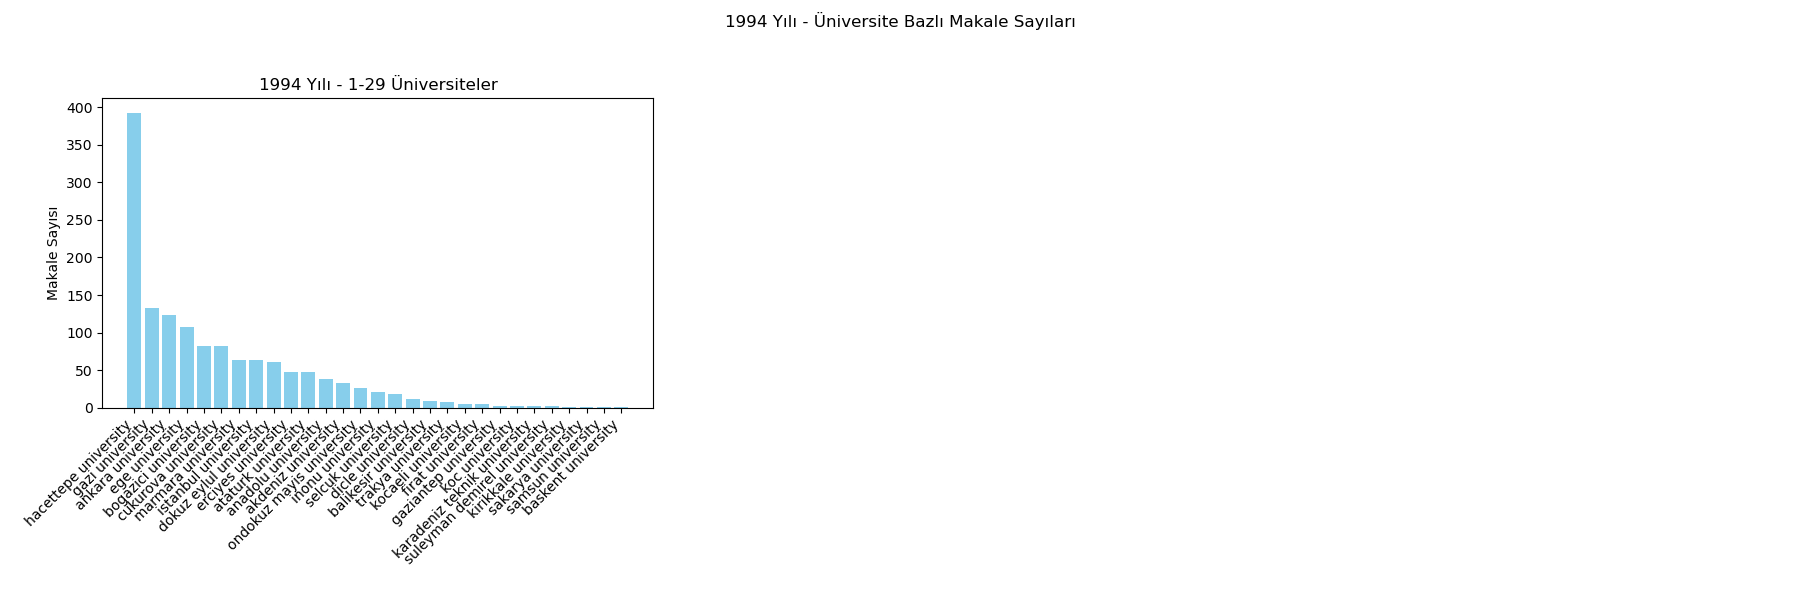 1994 Yılı - Üniversite Bazlı Makale Sayıları
1994 Yılı - 1-29 Üniversiteler
Makale Sayısı
400
350
300
250
200
150
100
50
0
hacettepe university
gazi university
ankara university
ege university
bogazici university
cukurova university
marmara university
istanbul university
dokuz eylul university
erciyes university
ataturk university
anadolu university
akdeniz university
ondokuz mayis university
inonu university
selcuk university
dicle university
balikesir university
trakya university
kocaeli university
firat university
gaziantep university
koc university
karadeniz teknik university
suleyman demirel university
kirikkale university
sakarya university
samsun university
baskent university